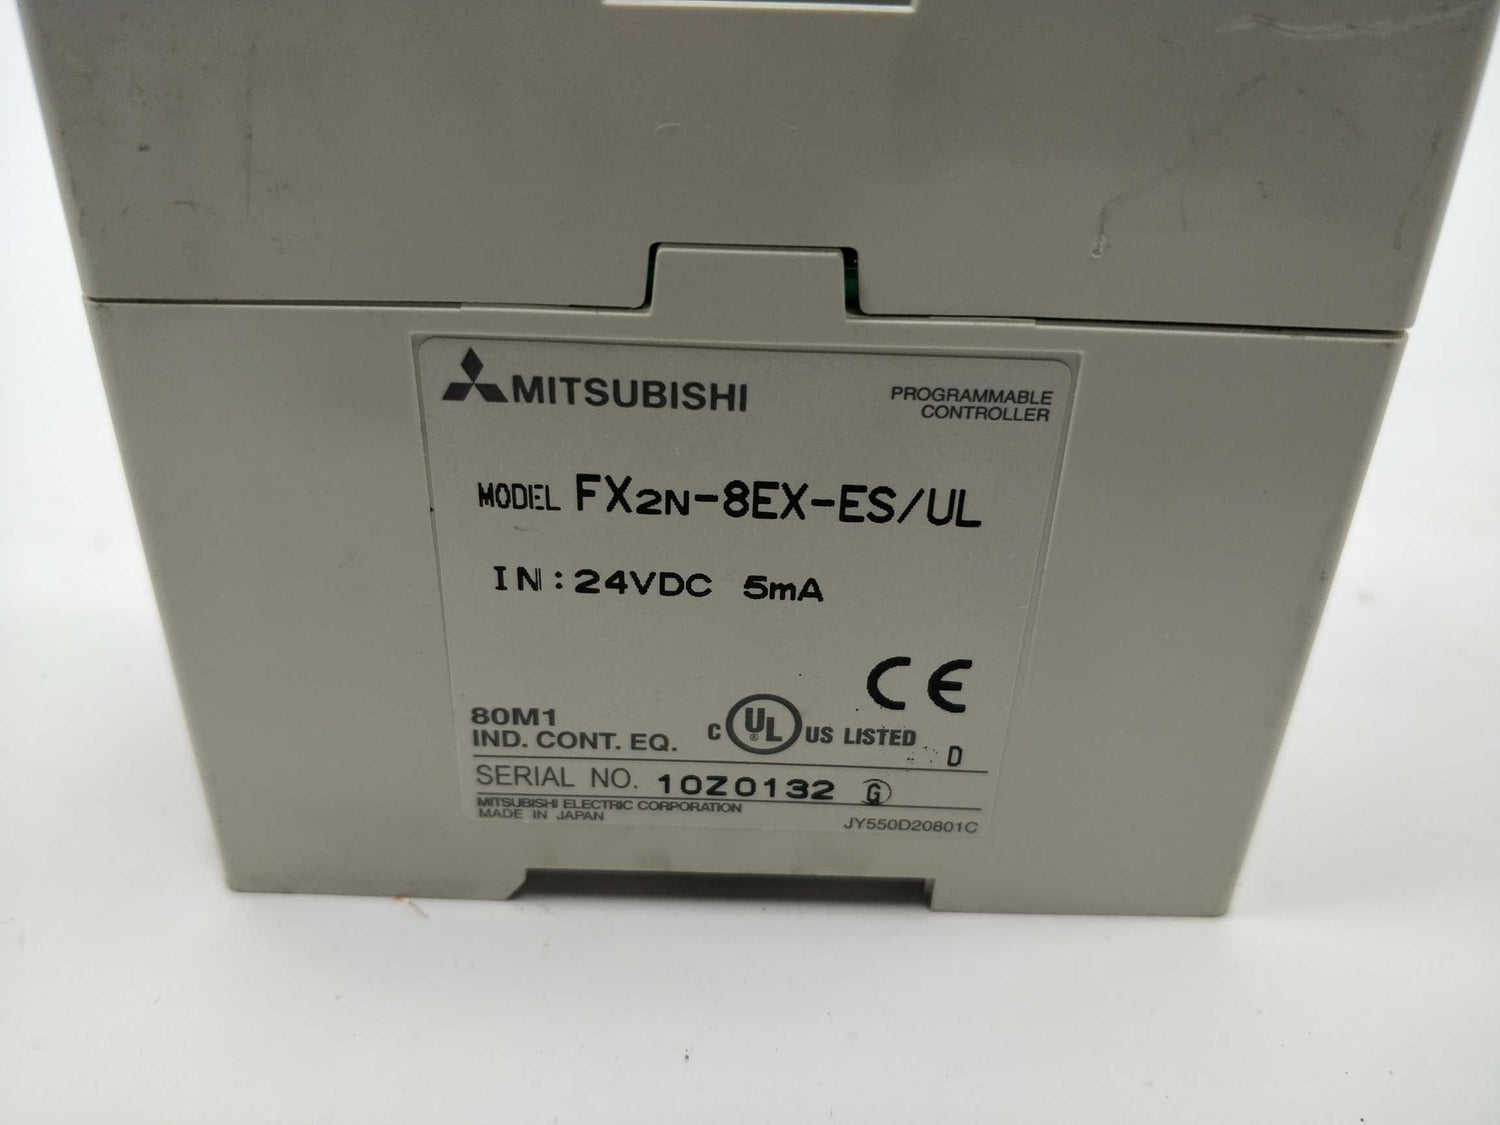 MITSUBISHI
PROGRAMMABLE
CONTROLLER
MODEL FX2N-8EX-ES/UL
IN: 24VDC 5mA
CE
80M1
IND. CONT. EQ.
C UL® US LISTED
D
SERIAL NO. 10Z0132 G
MITSUBISHI ELECTRIC CORPORATION
MADE IN JAPAN
JY550D20801C